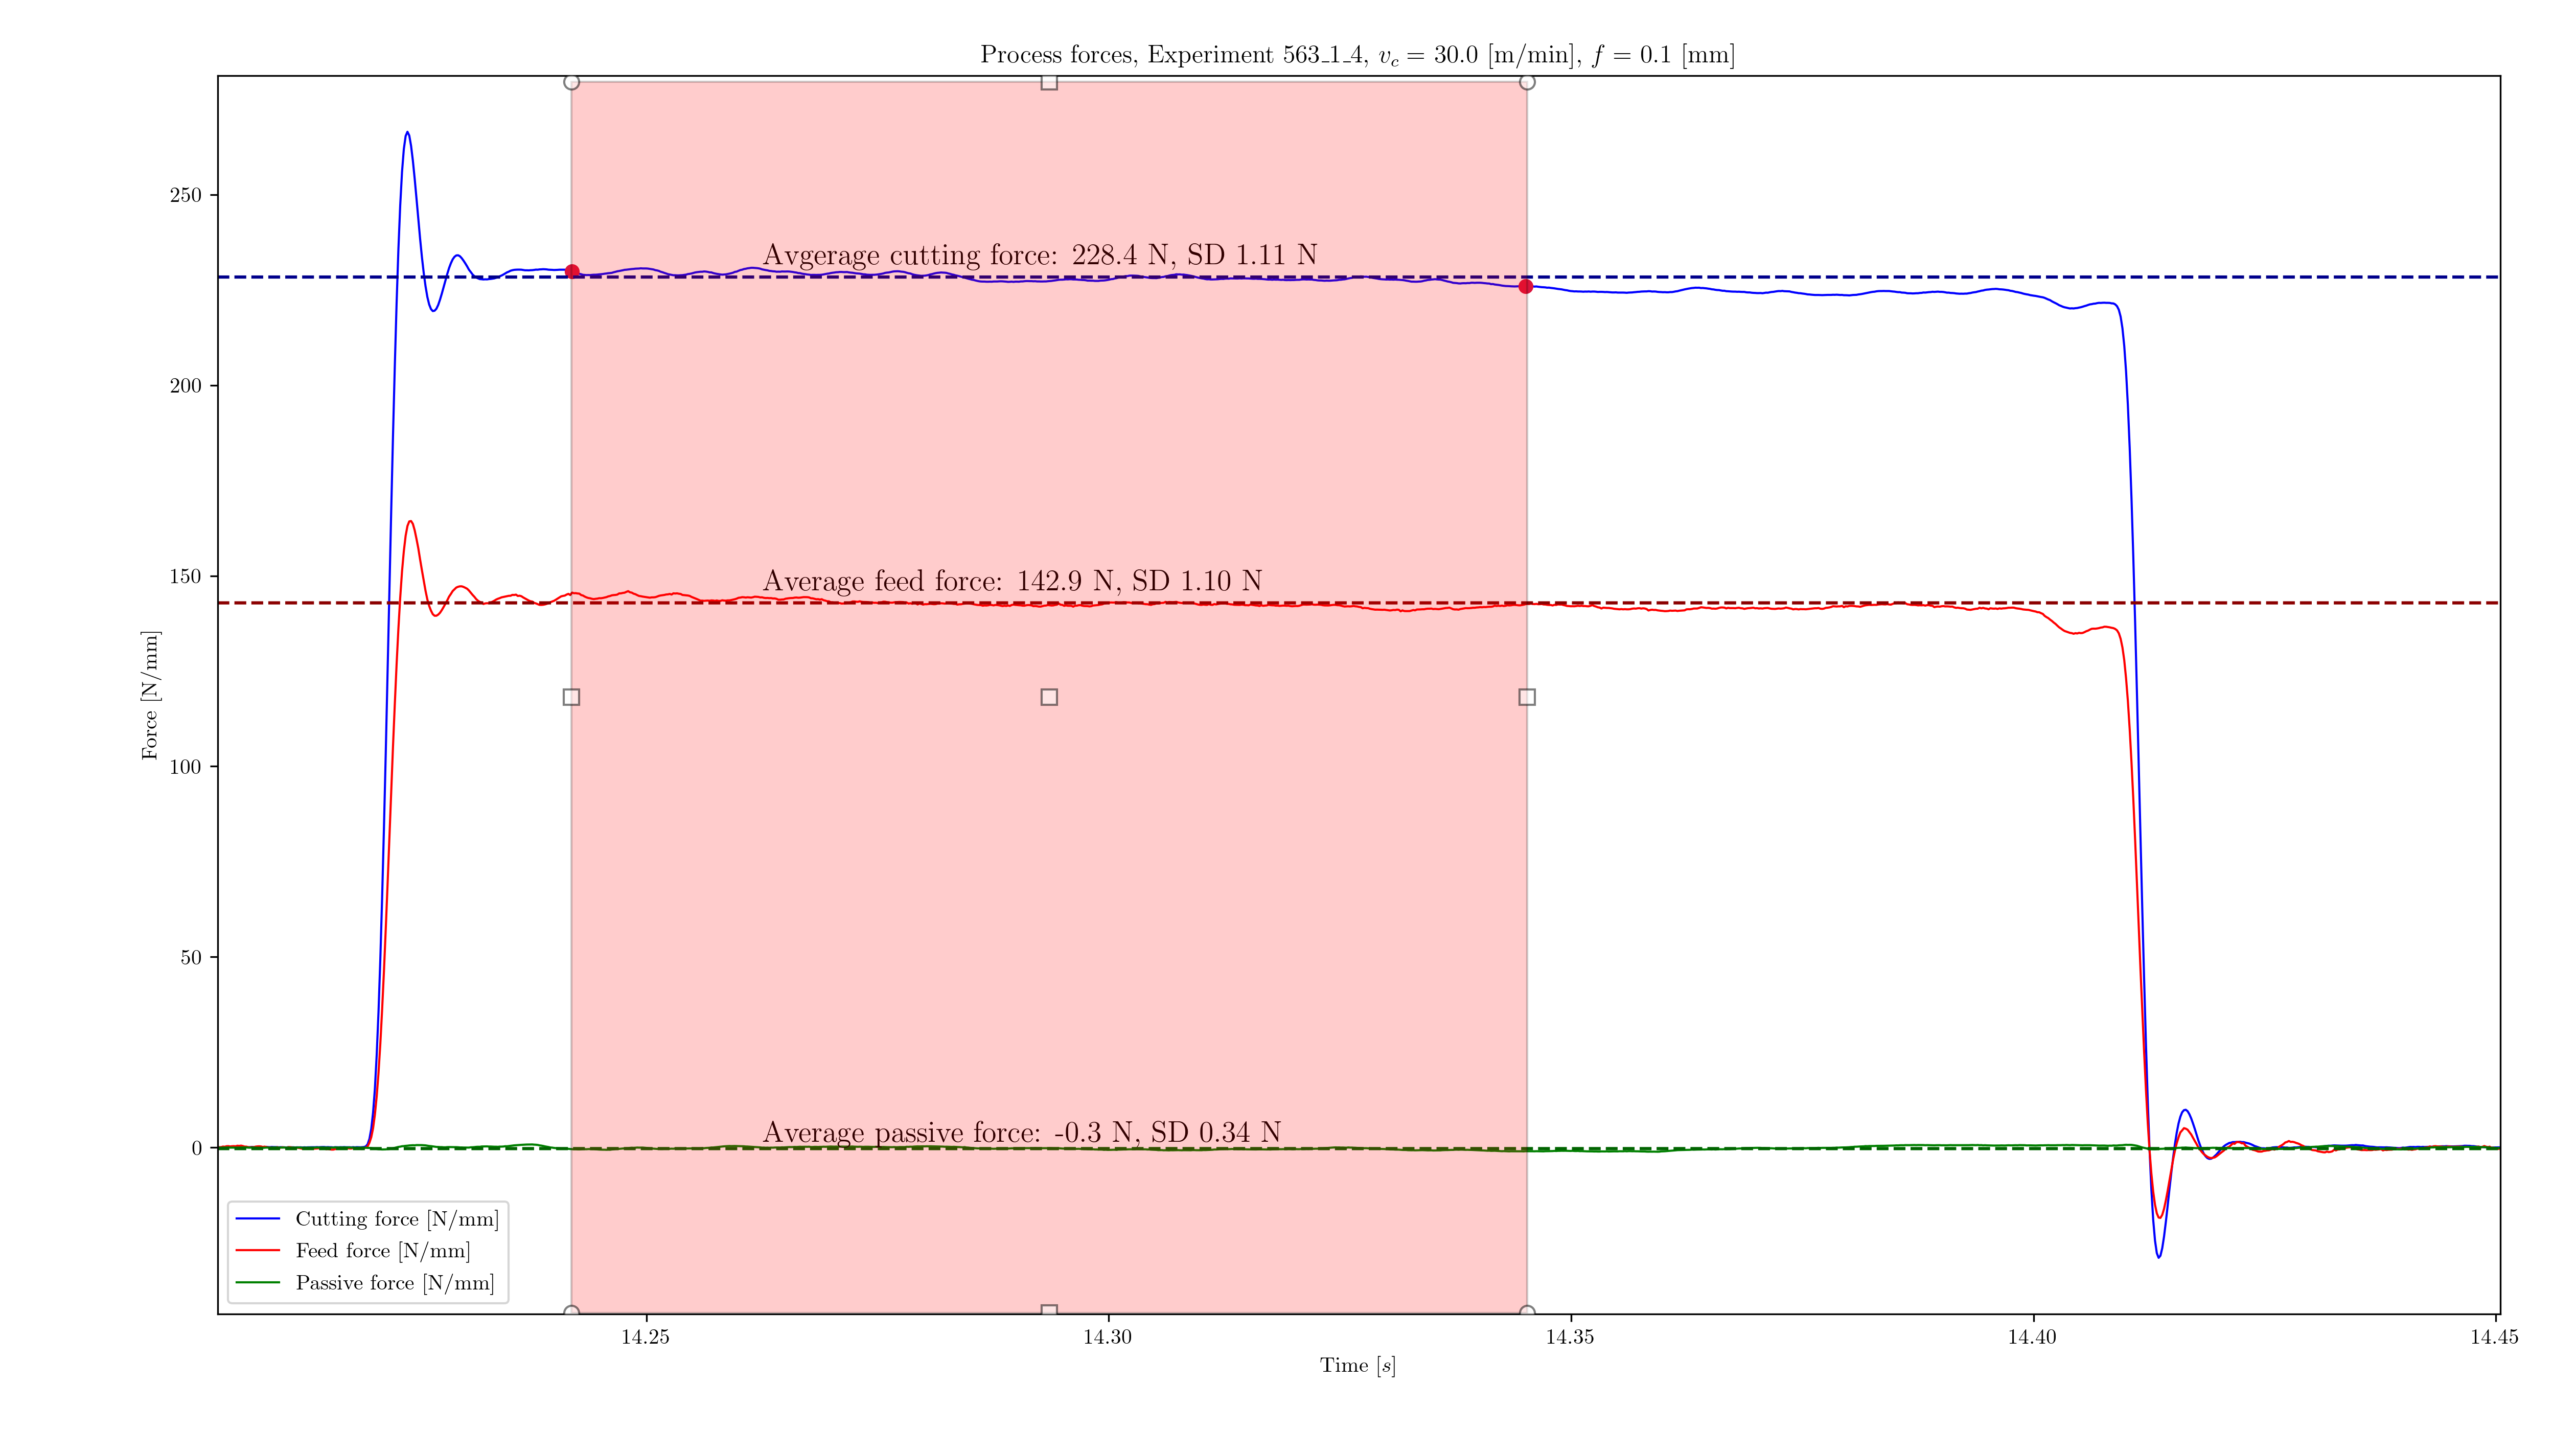 Process forces, Experiment 563_1_4, v_c = 30.0 [m/min], f = 0.1 [mm]
250
200
150
100
50
0
Force [N/mm]
Avgerage cutting force: 228.4 N, SD 1.11 N
Average feed force: 142.9 N, SD 1.10 N
Average passive force: -0.3 N, SD 0.34 N
Cutting force [N/mm]
Feed force [N/mm]
Passive force [N/mm]
14.25
14.30
14.35
14.40
14.45
Time [s]